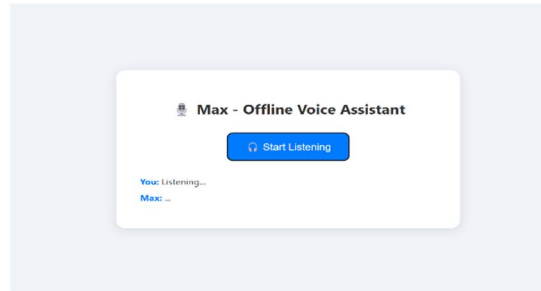 🎙️ Max - Offline Voice Assistant
🎧 Start Listening
You: Listening...
Max: ...